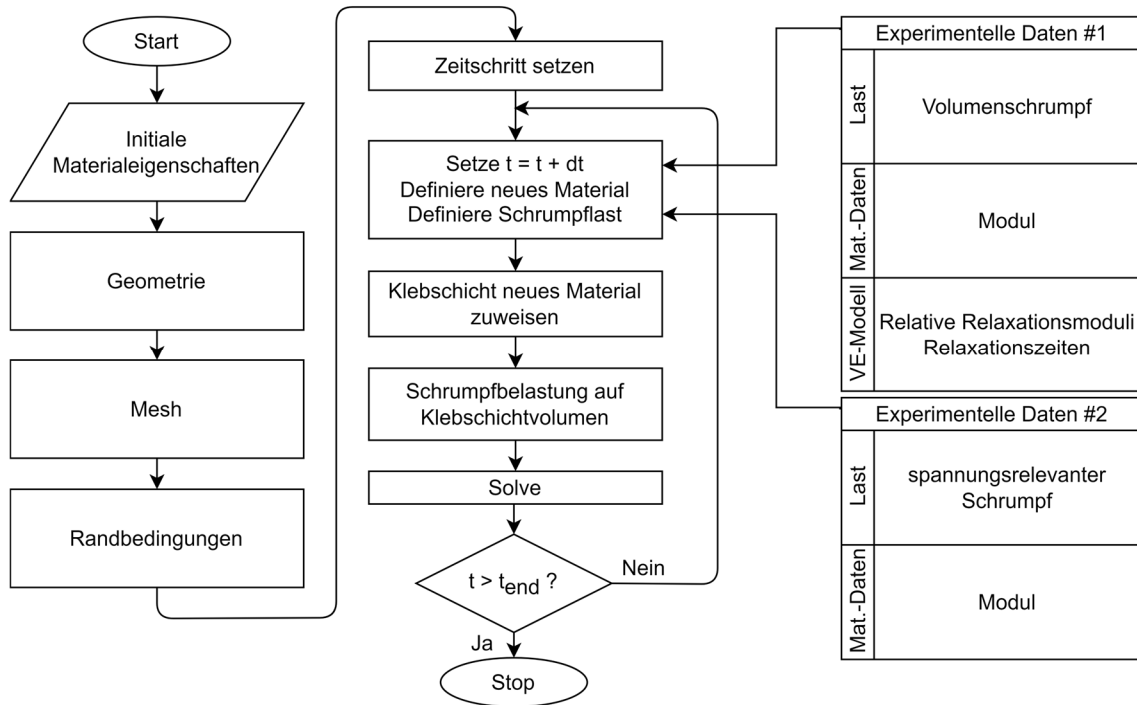 Start
Initiale
Materialeigenschaften
Geometrie
Mesh
Randbedingungen
Zeitschritt setzen
Setze t = t + dt
Definiere neues Material
Definiere Schrumpflast
Klebschicht neues Material
zuweisen
Schrumpfbelastung auf
Klebschichtvolumen
Solve
t > tend ?
Nein
Ja
Stop
Experimentelle Daten #1
Last
Volumenschrumpf
Mat.-Daten
Modul
VE-Modell
Relative Relaxationsmoduli
Relaxationszeiten
Experimentelle Daten #2
Last
spannungsrelevanter
Schrumpf
Mat.-Daten
Modul